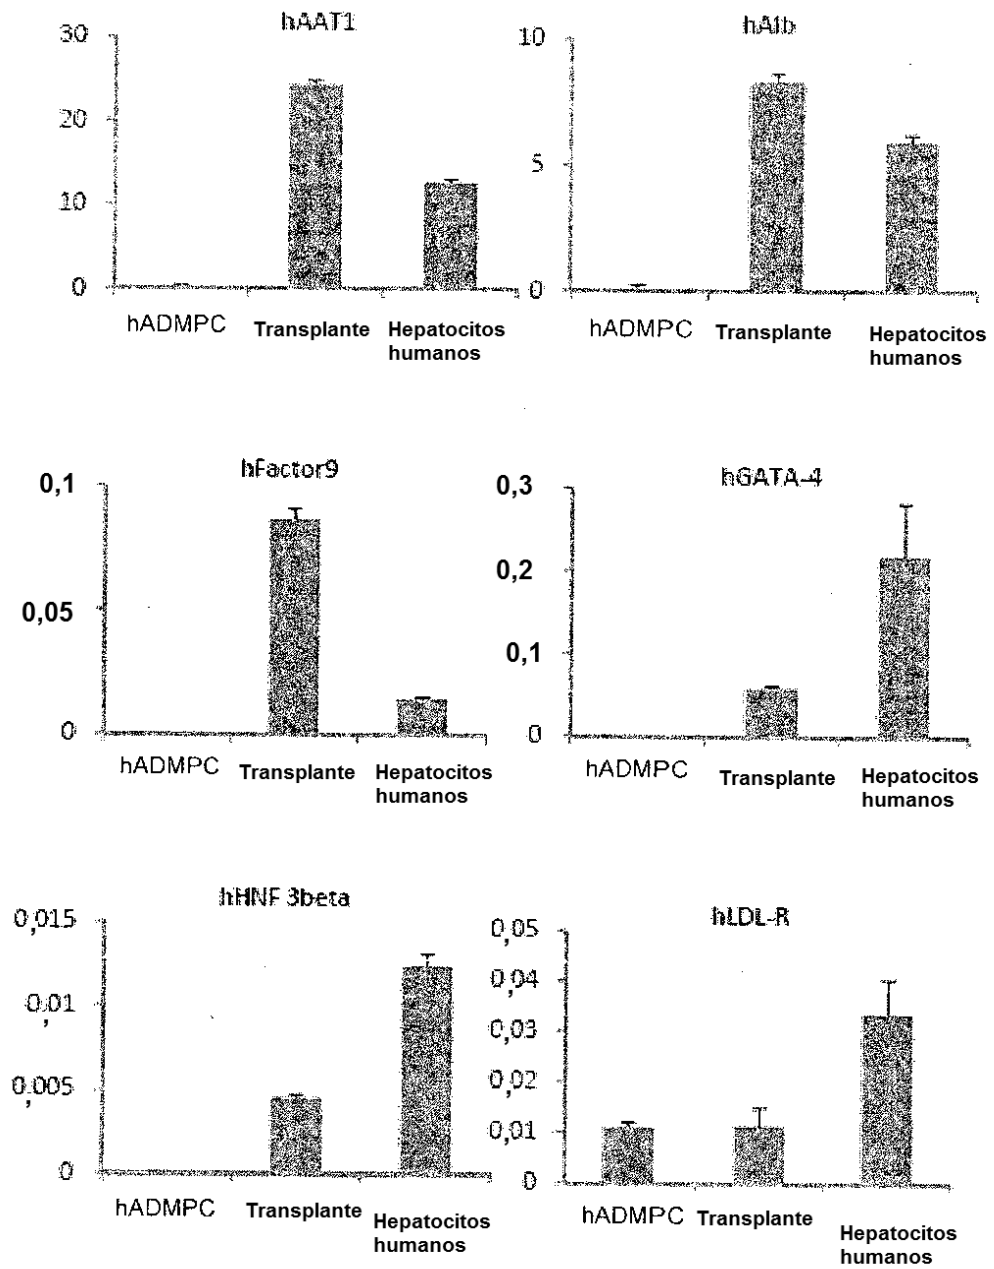 hAAT1
30
20
10
0
hADMPC
Transplante
Hepatocitos
humanos
hAlb
10
5
0
hADMPC
Transplante
Hepatocitos
humanos
hFactor9
0,1
0,05
0
hADMPC
Transplante
Hepatocitos
humanos
hGATA-4
0,3
0,2
0,1
0
hADMPC
Transplante
Hepatocitos
humanos
hHNF 3beta
0,015
0,01
0,005
0
hADMPC
Transplante
Hepatocitos
humanos
hLDL-R
0,05
0,04
0,03
0,02
0,01
0
hADMPC
Transplante
Hepatocitos
humanos